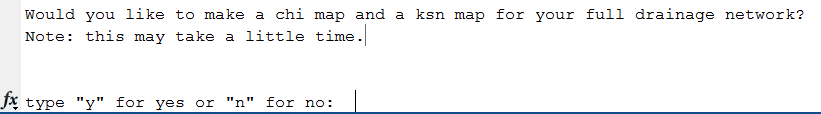 Would you like to make a chi map and a ksn map for your full drainage network?
Note: this may take a little time.
fx type "y" for yes or "n" for no: